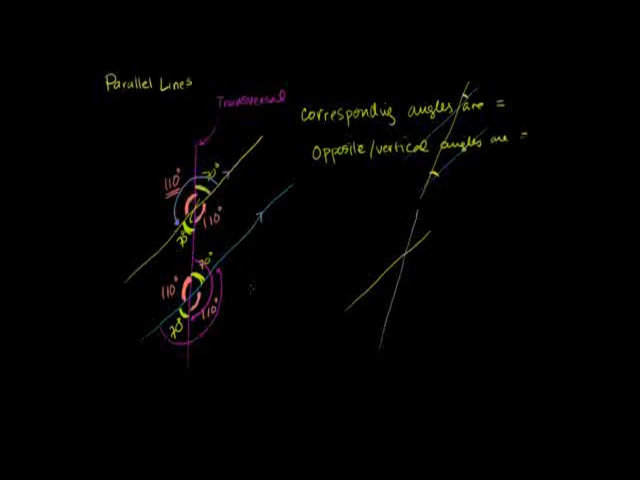 Parallel Lines
Transversal
Corresponding angles are =
Opposite/vertical angles are =
110° 70°
110°
70°
70°
110°
110°
70°